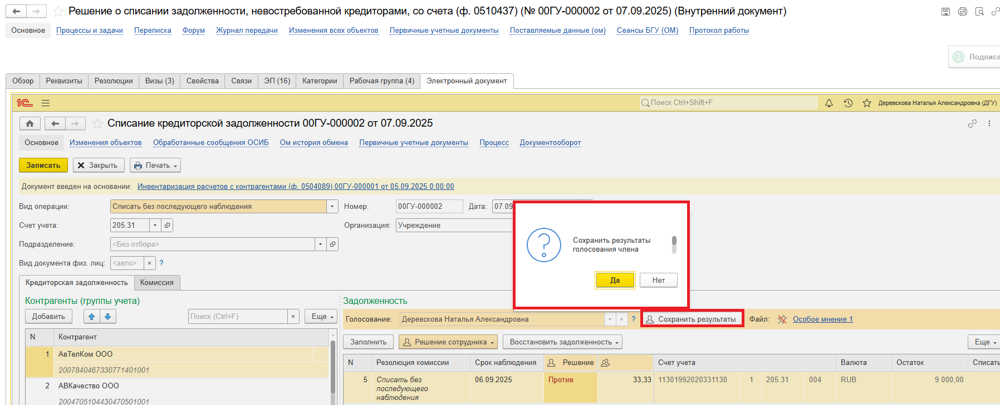 Решение о списании задолженности, невостребованной кредиторами, со счета (ф. 0510437) (№ 00ГУ-000002 от 07.09.2025) (Внутренний документ)
Основное Процессы и задачи Переписка Форум Журнал передачи Изменения всех объектов Первичные учетные документы Поставляемые данные (ом) Сеансы БГУ (ОМ) Протокол работы
Подписа
Обзор Реквизиты Резолюции Визы (3) Свойства Связи ЭП (16) Категории Рабочая группа (4) Электронный документ
1С Поиск Ctrl+Shift+F Деревскова Наталья Александровна (ДГУ)
Списание кредиторской задолженности 00ГУ-000002 от 07.09.2025
Основное Изменения объектов Обработанные сообщения ОСИБ Ом история обмена Первичные учетные документы Процесс Документооборот
Записать Закрыть Печать
Документ введен на основании: Инвентаризация расчетов с контрагентами (ф. 0504089) 00ГУ-000001 от 05.09.2025 0:00:00
Вид операции: Списать без последующего наблюдения Номер: 00ГУ-000002 Дата: 07.09
Счет учета: 205.31 Организация: Учреждение
Подразделение: <Без отбора>
Вид документа физ. лиц: <авто> × ?
Сохранить результаты
голосования члена
Да Нет
Кредиторская задолженность Комиссия
Контрагенты (группы учета)
Добавить Поиск (Ctrl+F) × Еще
N Контрагент
1 АвТелКом ООО
2007840467330771401001
2 АВКачество ООО
2004705104430470501001
Задолженность
Голосование: Деревскова Наталья Александровна × ? Сохранить результаты Файл: Особое мнение 1
Заполнить Решение сотрудника Восстановить задолженность Еще
N Резолюция комиссии Срок наблюдения Решение Счет учета Валюта Остаток Списать
5 Списать без 06.09.2025 Против 33,33 11301992020331130 1 205.31 004 RUB 9 000,00
последующего
наблюдения